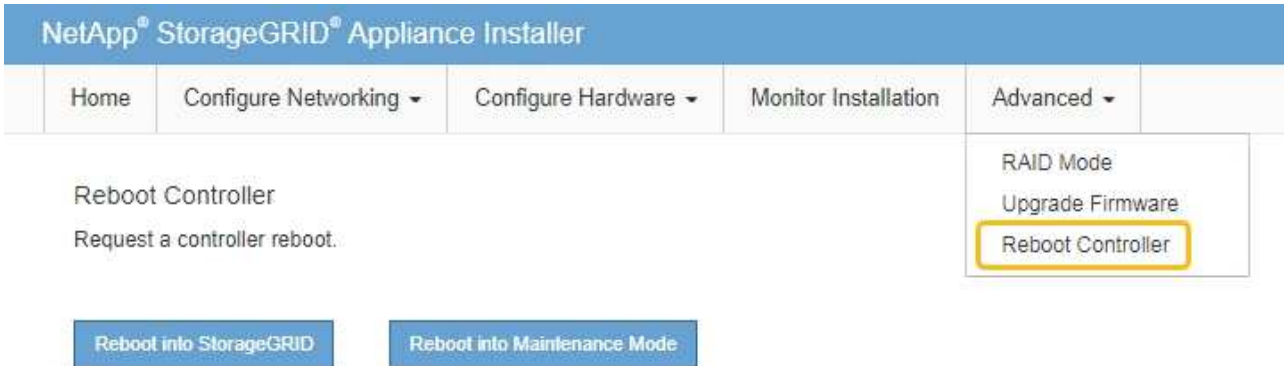 NetApp® StorageGRID® Appliance Installer
Home Configure Networking Configure Hardware Monitor Installation Advanced
RAID Mode
Upgrade Firmware
Reboot Controller
Reboot Controller
Request a controller reboot.
Reboot into StorageGRID Reboot into Maintenance Mode